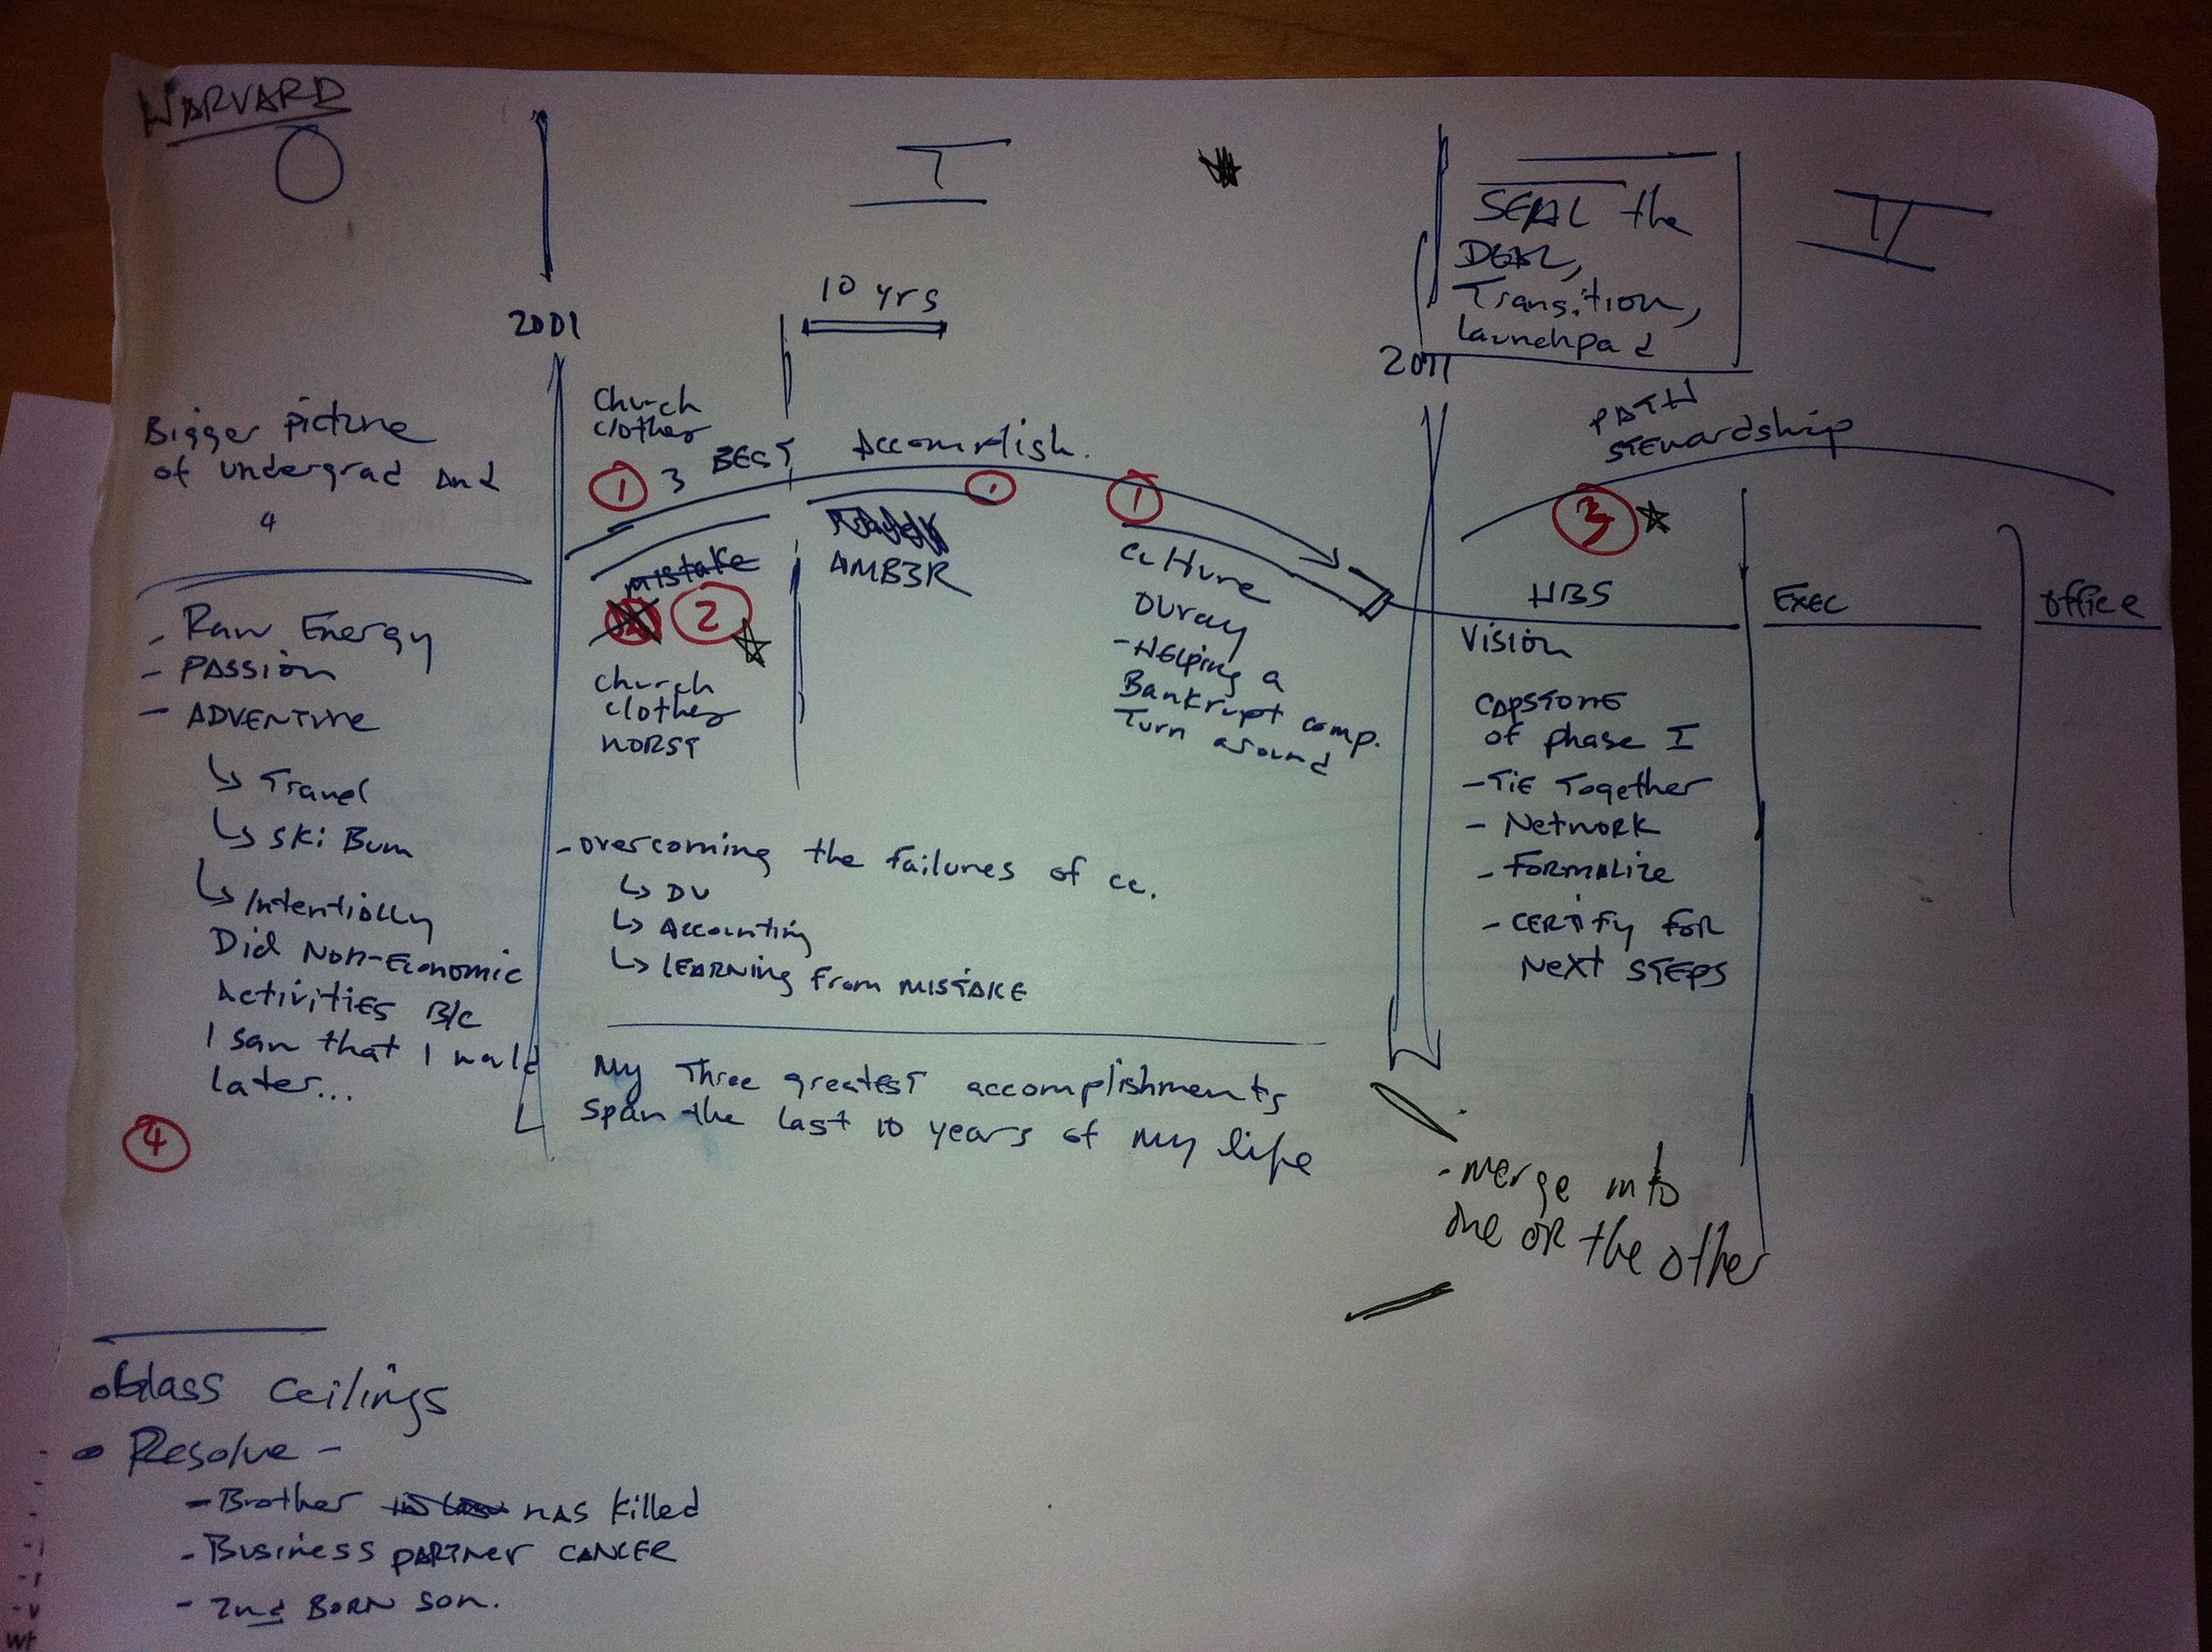 HARVARD
O
I
SEAL the
DEAL,
Transition,
Launchpad
II
2001
10 yrs
2011
Bigger picture
of undergrad and
4
- Raw Energy
- PASSION
- ADVENTURE
↳ Travel
↳ Ski Bum
↳ Intentially
Did Non-Economic
Activities B/C
I saw that I would
later...
4
Church
clothes
1 3 BEST
Accomplish.
1
1
mistake
2
church
clothes
WORST
AMB3R
culture
OURAY
- Helping a
Bankrupt comp.
Turn around
- overcoming the failures of cc.
↳ DU
↳ Accounting
↳ LEARNING from MISTAKE
My Three greatest accomplishments
span the last 10 years of my life
PATH
STEWARDSHIP
3
HBS
Vision
CAPSTONE
of phase I
- TIE Together
- Network
- FORMALIZE
- CERTIFY FOR
NEXT STEPS
EXEC
office
- merge into
one OR the other
Glass ceilings
Resolve -
- Brother was killed
- Business PARTNER CANCER
- 2nd BORN son.